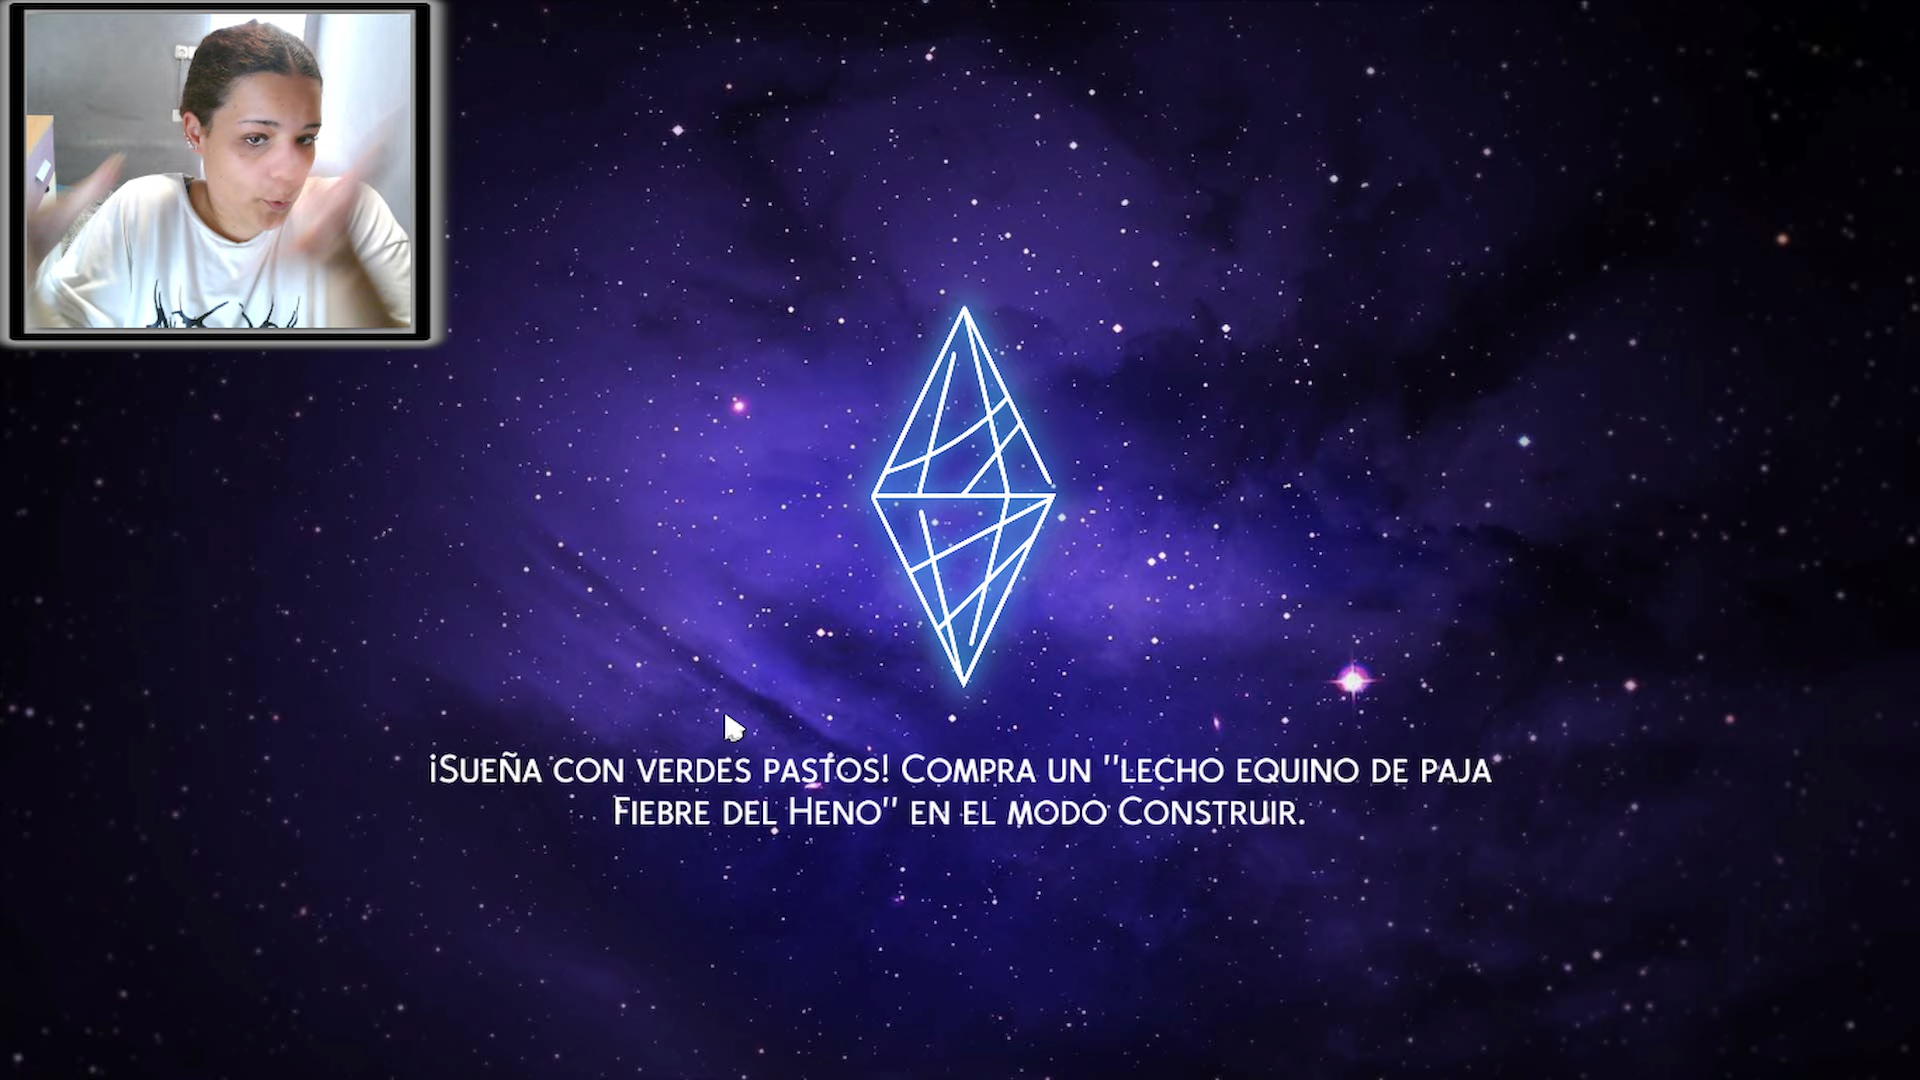 ¡Sueña con verdes pastos! Compra un "lecho equino de paja
Fiebre del Heno" en el modo Construir.